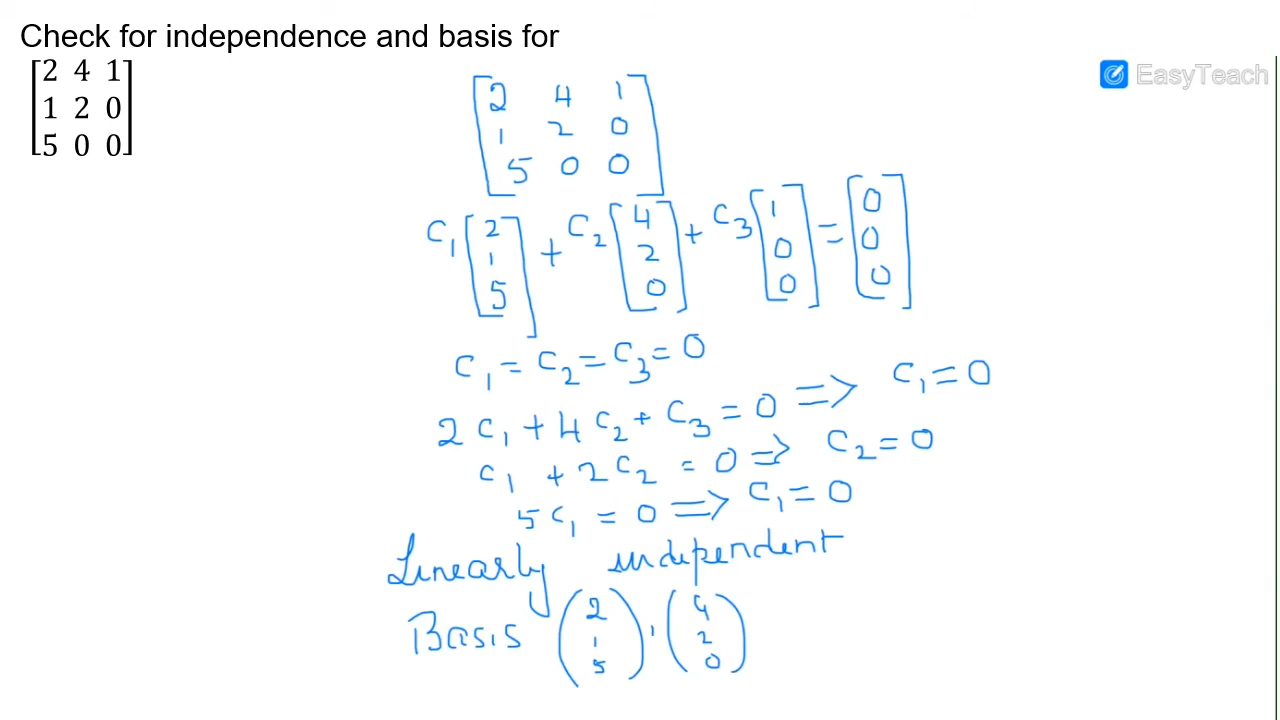 Check for independence and basis for
EasyTeach
[2 4 1]
[1 2 0]
[5 0 0]
[2 4 1]
[1 2 0]
[5 0 0]
c₁[2 1 5] + c₂[4 2 0] + c₃[1 0 0] = [0 0 0]
c₁ = c₂ = c₃ = 0
2c₁ + 4c₂ + c₃ = 0 => c₁ = 0
c₁ + 2c₂ = 0 => c₂ = 0
5c₁ = 0 => c₁ = 0
Linearly independent
Basis (2 1 5), (4 2 0)